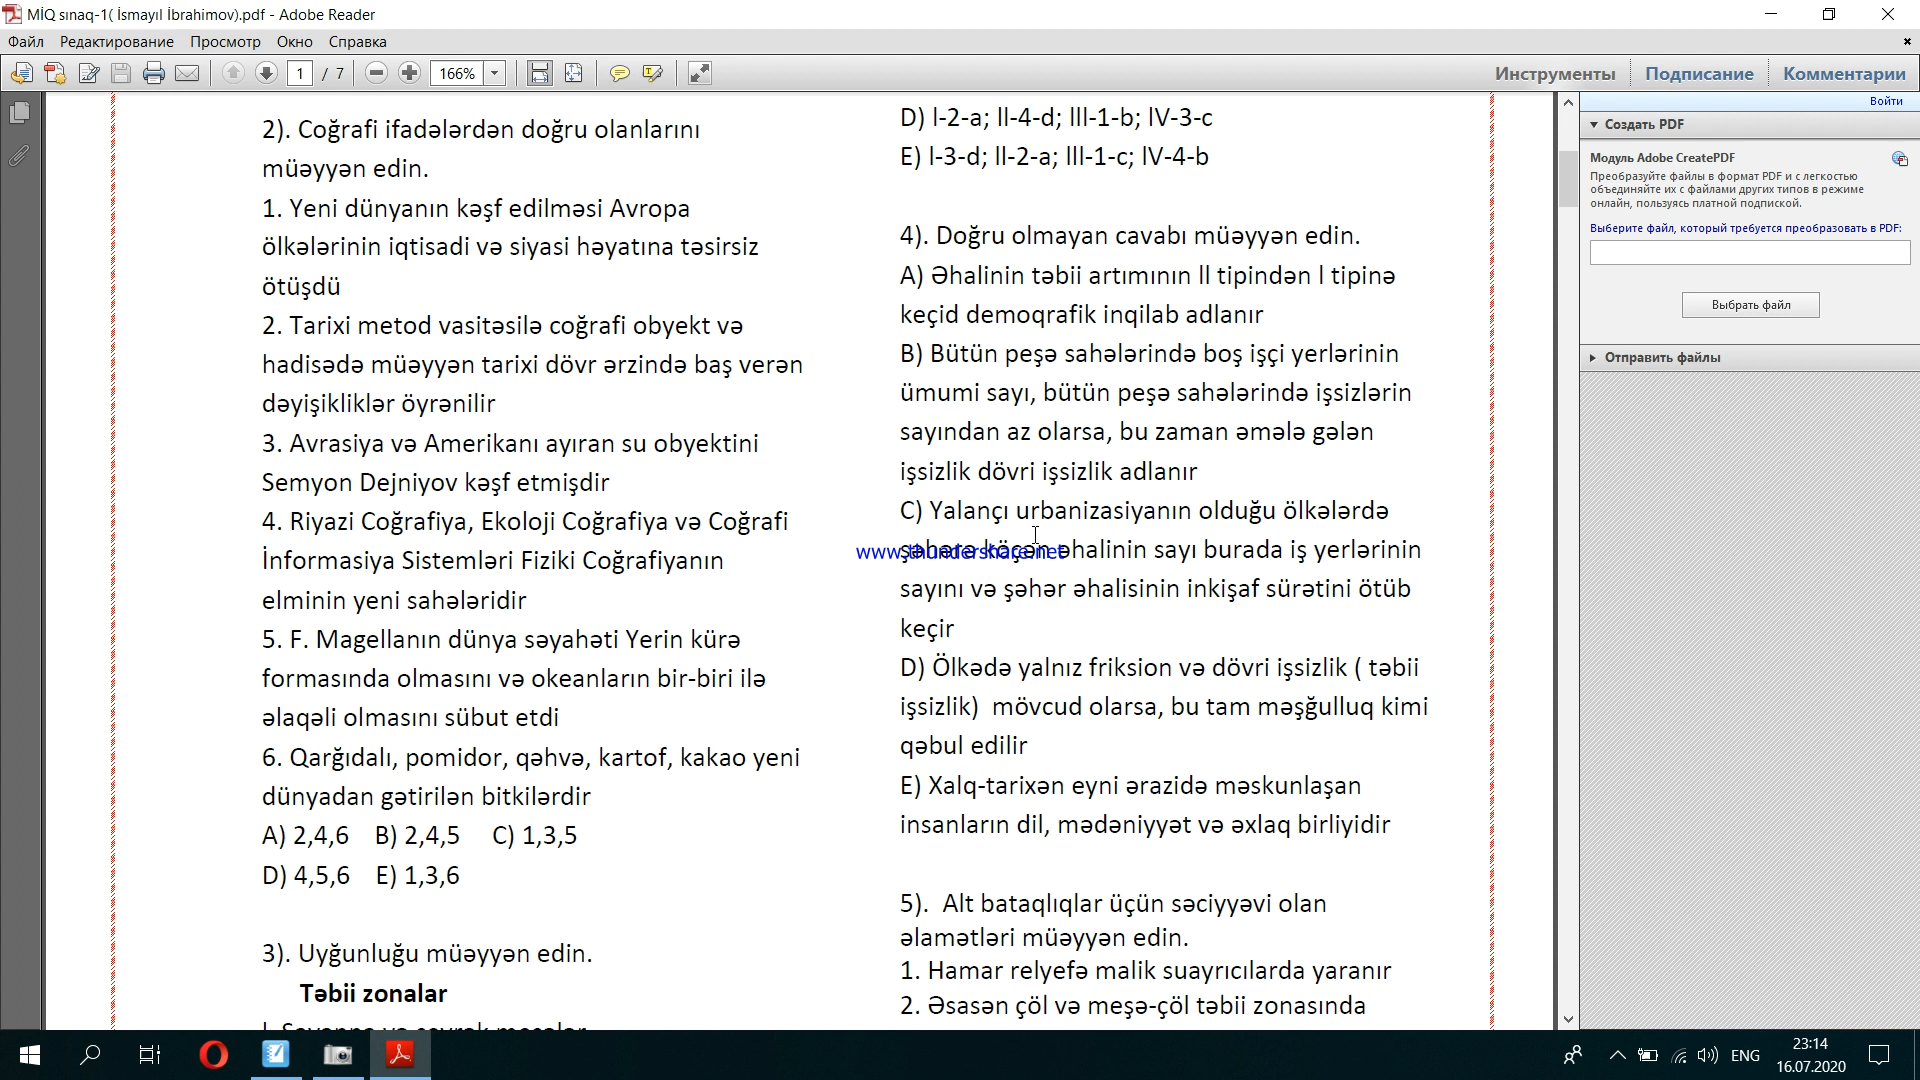 MİQ sınaq-1( İsmayıl İbrahimov).pdf - Adobe Reader
Файл Редактирование Просмотр Окно Справка
1 / 7 166% Инструменты Подписание Комментарии
2). Coğrafi ifadələrdən doğru olanlarını
müəyyən edin.
1. Yeni dünyanın kəşf edilməsi Avropa
ölkələrinin iqtisadi və siyasi həyatına təsirsiz
ötüşdü
2. Tarixi metod vasitəsilə coğrafi obyekt və
hadisədə müəyyən tarixi dövr ərzində baş verən
dəyişikliklər öyrənilir
3. Avrasiya və Amerikanı ayıran su obyektini
Semyon Dejniyov kəşf etmişdir
4. Riyazi Coğrafiya, Ekoloji Coğrafiya və Coğrafi
İnformasiya Sistemləri Fiziki Coğrafiyanın
elminin yeni sahələridir
5. F. Magellanın dünya səyahəti Yerin kürə
formasında olmasını və okeanların bir-biri ilə
əlaqəli olmasını sübut etdi
6. Qarğıdalı, pomidor, qəhvə, kartof, kakao yeni
dünyadan gətirilən bitkilərdir
A) 2,4,6 B) 2,4,5 C) 1,3,5
D) 4,5,6 E) 1,3,6
3). Uyğunluğu müəyyən edin.
Təbii zonalar
D) l-2-a; ll-4-d; lll-1-b; lV-3-c
E) l-3-d; ll-2-a; lll-1-c; lV-4-b
4). Doğru olmayan cavabı müəyyən edin.
A) Əhalinin təbii artımının ll tipindən l tipinə
keçid demoqrafik inqilab adlanır
B) Bütün peşə sahələrində boş işçi yerlərinin
ümumi sayı, bütün peşə sahələrində işsizlərin
sayından az olarsa, bu zaman əmələ gələn
işsizlik dövri işsizlik adlanır
C) Yalançı urbanizasiyanın olduğu ölkələrdə
şəhərə köçən əhalinin sayı burada iş yerlərinin
www.thundershare.net
sayını və şəhər əhalisinin inkişaf sürətini ötüb
keçir
D) Ölkədə yalnız friksion və dövri işsizlik ( təbii
işsizlik) mövcud olarsa, bu tam məşğulluq kimi
qəbul edilir
E) Xalq-tarixən eyni ərazidə məskunlaşan
insanların dil, mədəniyyət və əxlaq birliyidir
5). Alt bataqlıqlar üçün səciyyəvi olan
əlamətləri müəyyən edin.
1. Hamar relyefə malik suayrıcılarda yaranır
2. Əsasən çöl və meşə-çöl təbii zonasında
Войти
Создать PDF
Модуль Adobe CreatePDF
Преобразуйте файлы в формат PDF и с легкостью
объединяйте их с файлами других типов в режиме
онлайн, пользуясь платной подпиской.
Выберите файл, который требуется преобразовать в PDF:
Выбрать файл
Отправить файлы
ENG
23:14
16.07.2020